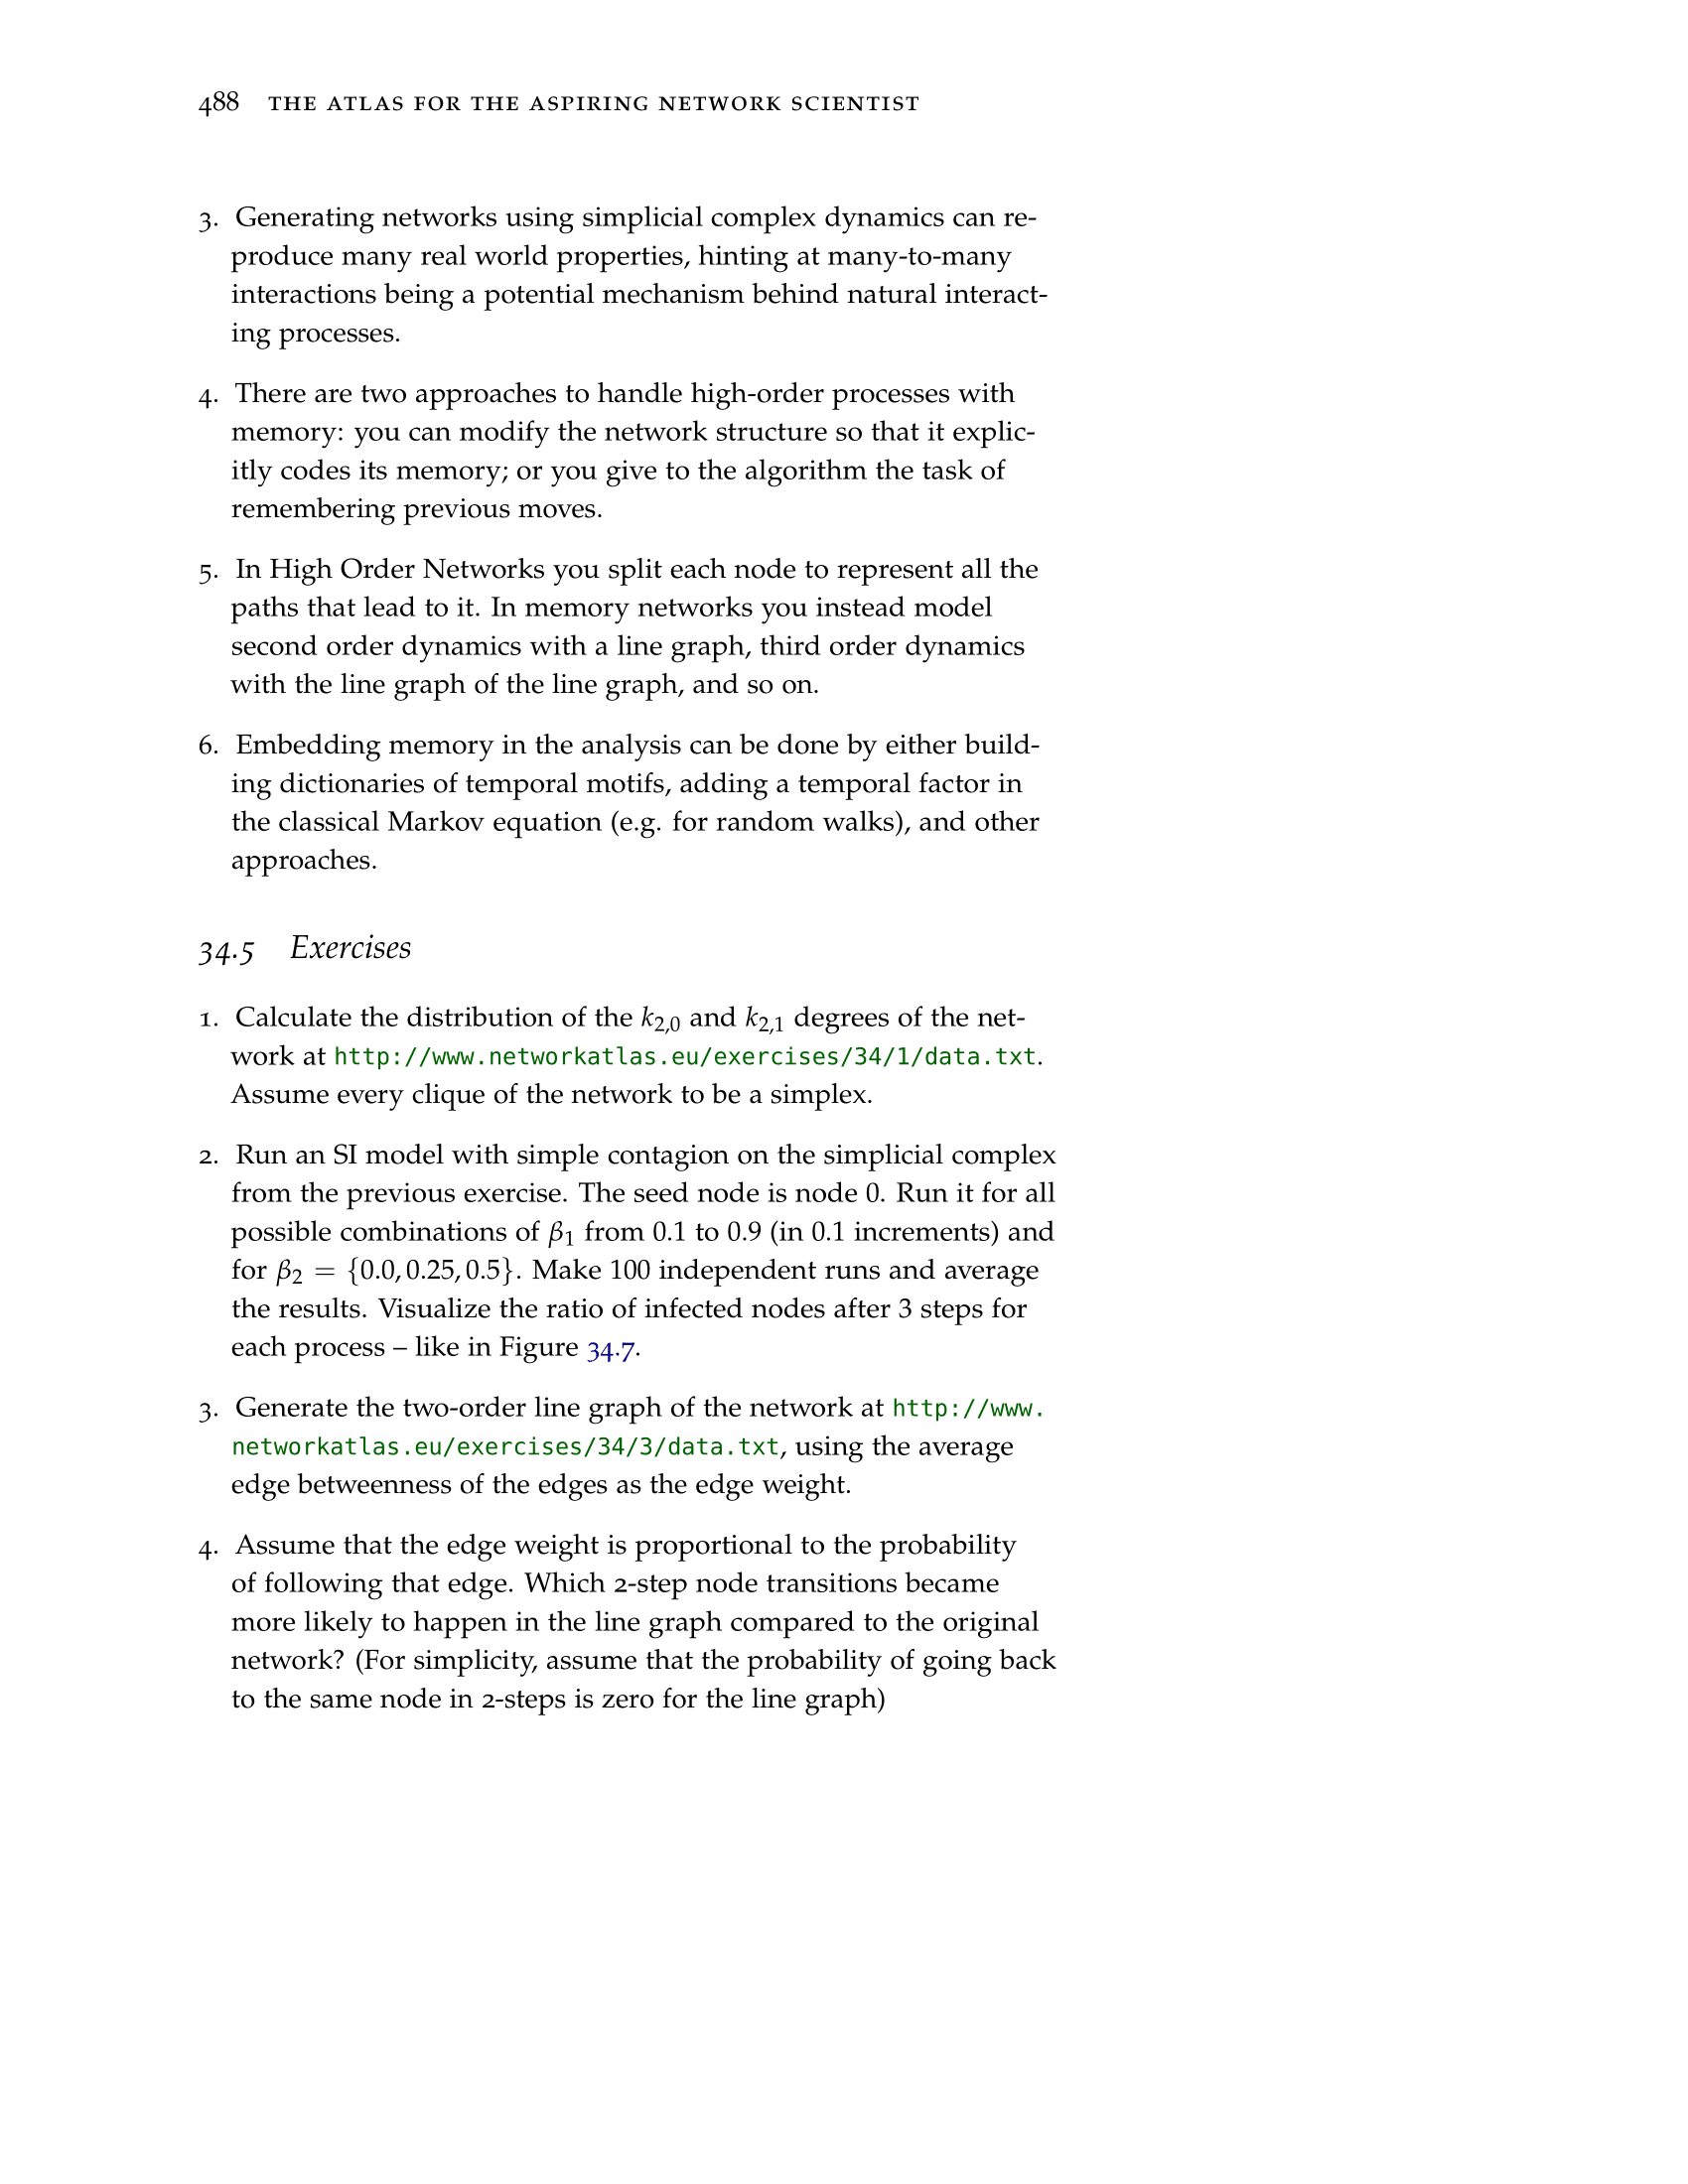 488 THE ATLAS FOR THE ASPIRING NETWORK SCIENTIST
3. Generating networks using simplicial complex dynamics can re-
produce many real world properties, hinting at many-to-many
interactions being a potential mechanism behind natural interact-
ing processes.
4. There are two approaches to handle high-order processes with
memory: you can modify the network structure so that it explic-
itly codes its memory; or you give to the algorithm the task of
remembering previous moves.
5. In High Order Networks you split each node to represent all the
paths that lead to it. In memory networks you instead model
second order dynamics with a line graph, third order dynamics
with the line graph of the line graph, and so on.
6. Embedding memory in the analysis can be done by either build-
ing dictionaries of temporal motifs, adding a temporal factor in
the classical Markov equation (e.g. for random walks), and other
approaches.
34.5 Exercises
1. Calculate the distribution of the k2,0 and k2,1 degrees of the net-
work at http://www.networkatlas.eu/exercises/34/1/data.txt.
Assume every clique of the network to be a simplex.
2. Run an SI model with simple contagion on the simplicial complex
from the previous exercise. The seed node is node 0. Run it for all
possible combinations of β1 from 0.1 to 0.9 (in 0.1 increments) and
for β2 = {0.0, 0.25, 0.5}. Make 100 independent runs and average
the results. Visualize the ratio of infected nodes after 3 steps for
each process – like in Figure 34.7.
3. Generate the two-order line graph of the network at http://www.
networkatlas.eu/exercises/34/3/data.txt, using the average
edge betweenness of the edges as the edge weight.
4. Assume that the edge weight is proportional to the probability
of following that edge. Which 2-step node transitions became
more likely to happen in the line graph compared to the original
network? (For simplicity, assume that the probability of going back
to the same node in 2-steps is zero for the line graph)